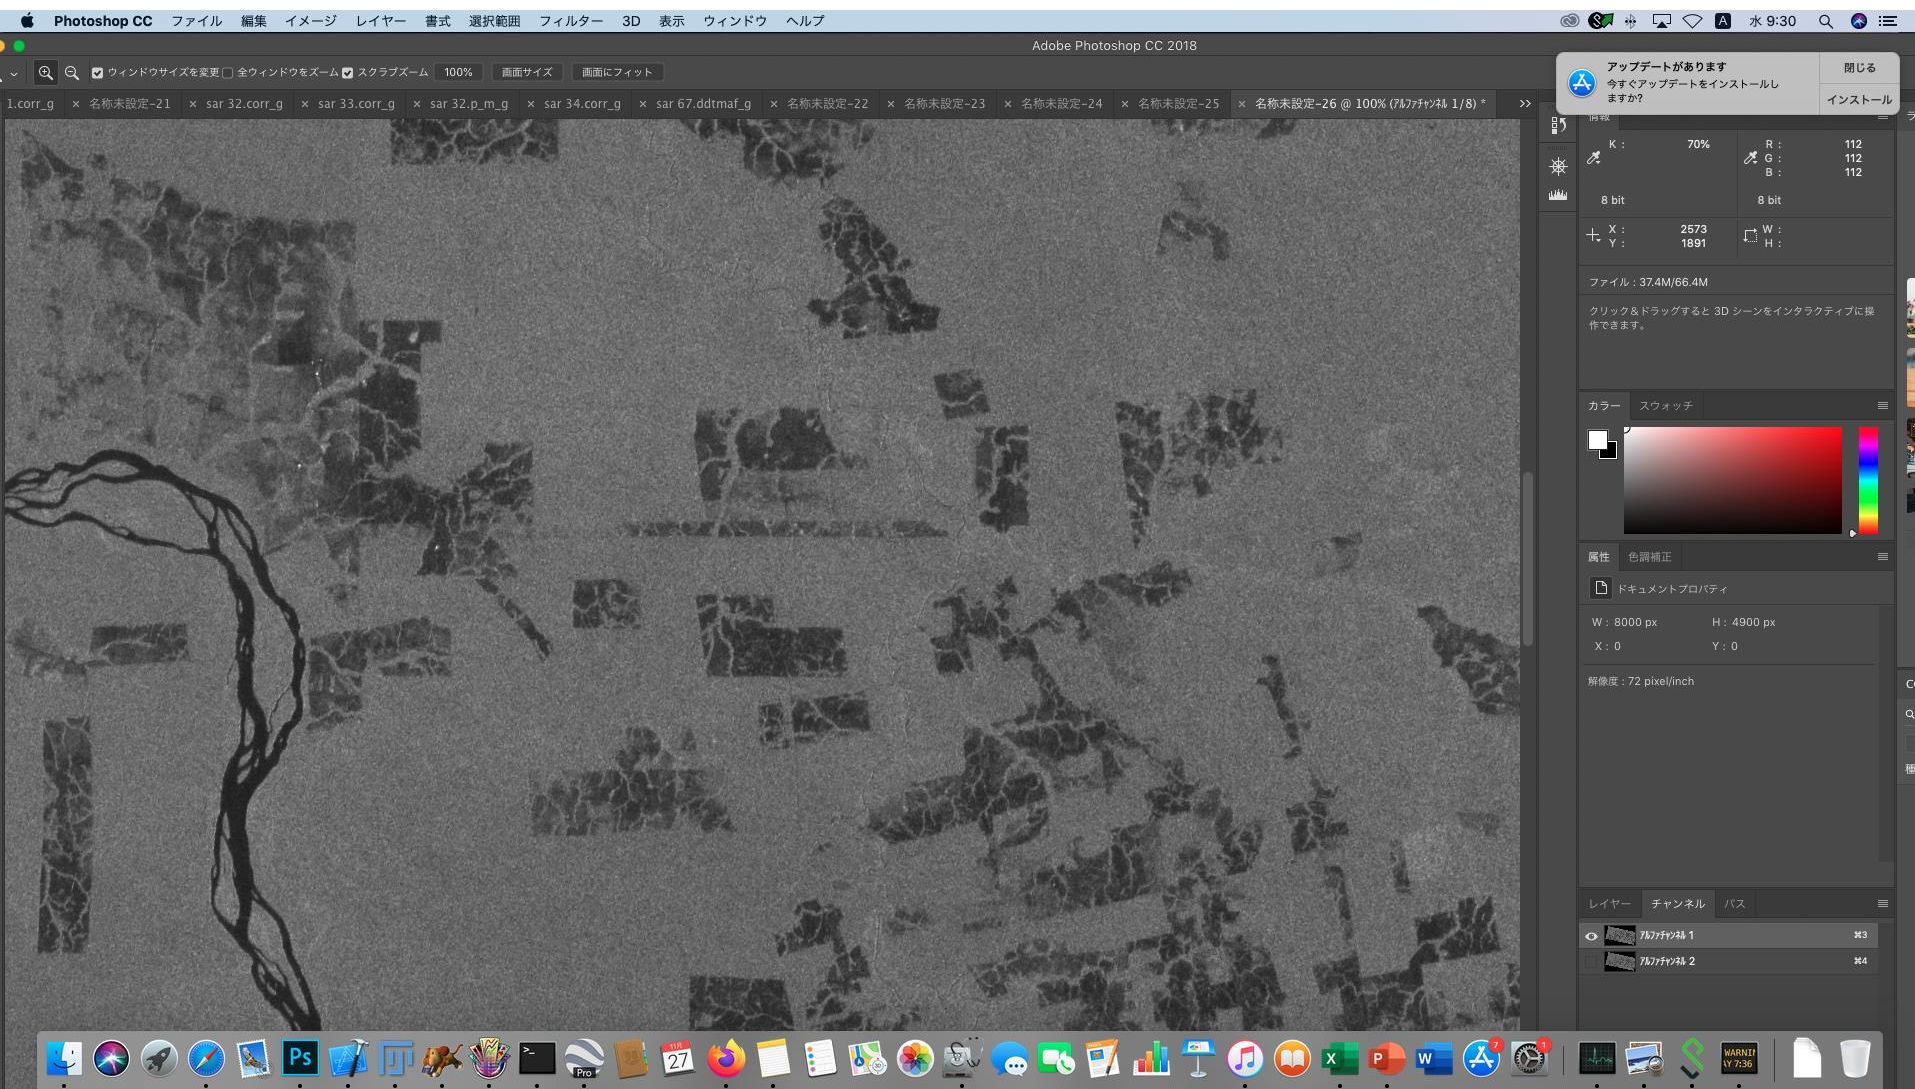 Photoshop CC ファイル 編集 イメージ レイヤー 書式 選択範囲 フィルター 3D 表示 ウィンドウ ヘルプ
A 水 9:30
Adobe Photoshop CC 2018
ウィンドウサイズを変更 全ウィンドウをズーム スクラブズーム 100% 画面サイズ 画面にフィット
アップデートがあります
今すぐアップデートをインストールし
ますか?
閉じる
インストール
1.corr_g × 名称未設定-21 × sar 32.corr_g × sar 33.corr_g × sar 32.p_m_g × sar 34.corr_g × sar 67.ddtmaf_g × 名称未設定-22 × 名称未設定-23 × 名称未設定-24 × 名称未設定-25 × 名称未設定-26 @ 100% (ｱﾙﾌｧﾁｬﾝﾈﾙ 1/8) * >>
情報
K : 70%
R : 112
G : 112
B : 112
8 bit 8 bit
X : 2573
Y : 1891
W :
H :
ファイル : 37.4M/66.4M
クリック＆ドラッグすると 3D シーンをインタラクティブに操
作できます。
カラー スウォッチ
属性 色調補正
ドキュメントプロパティ
W : 8000 px H : 4900 px
X : 0 Y : 0
解像度 : 72 pixel/inch
レイヤー チャンネル パス
ｱﾙﾌｧﾁｬﾝﾈﾙ 1 ⌘3
ｱﾙﾌｧﾁｬﾝﾈﾙ 2 ⌘4
Ps
>_
Pro
11月
27
X
P
W
7
1
WARNIN
AY 7:36